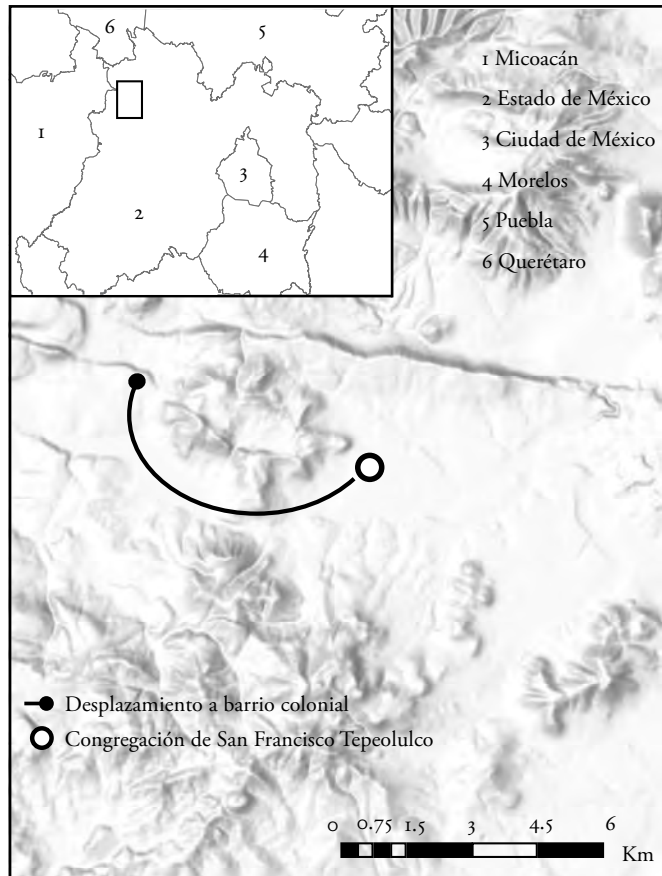 6
5
1
3
2
4
1 Micoacán
2 Estado de México
3 Ciudad de México
4 Morelos
5 Puebla
6 Querétaro
Desplazamiento a barrio colonial
Congregación de San Francisco Tepeolulco
0 0.75 1.5 3 4.5 6
Km